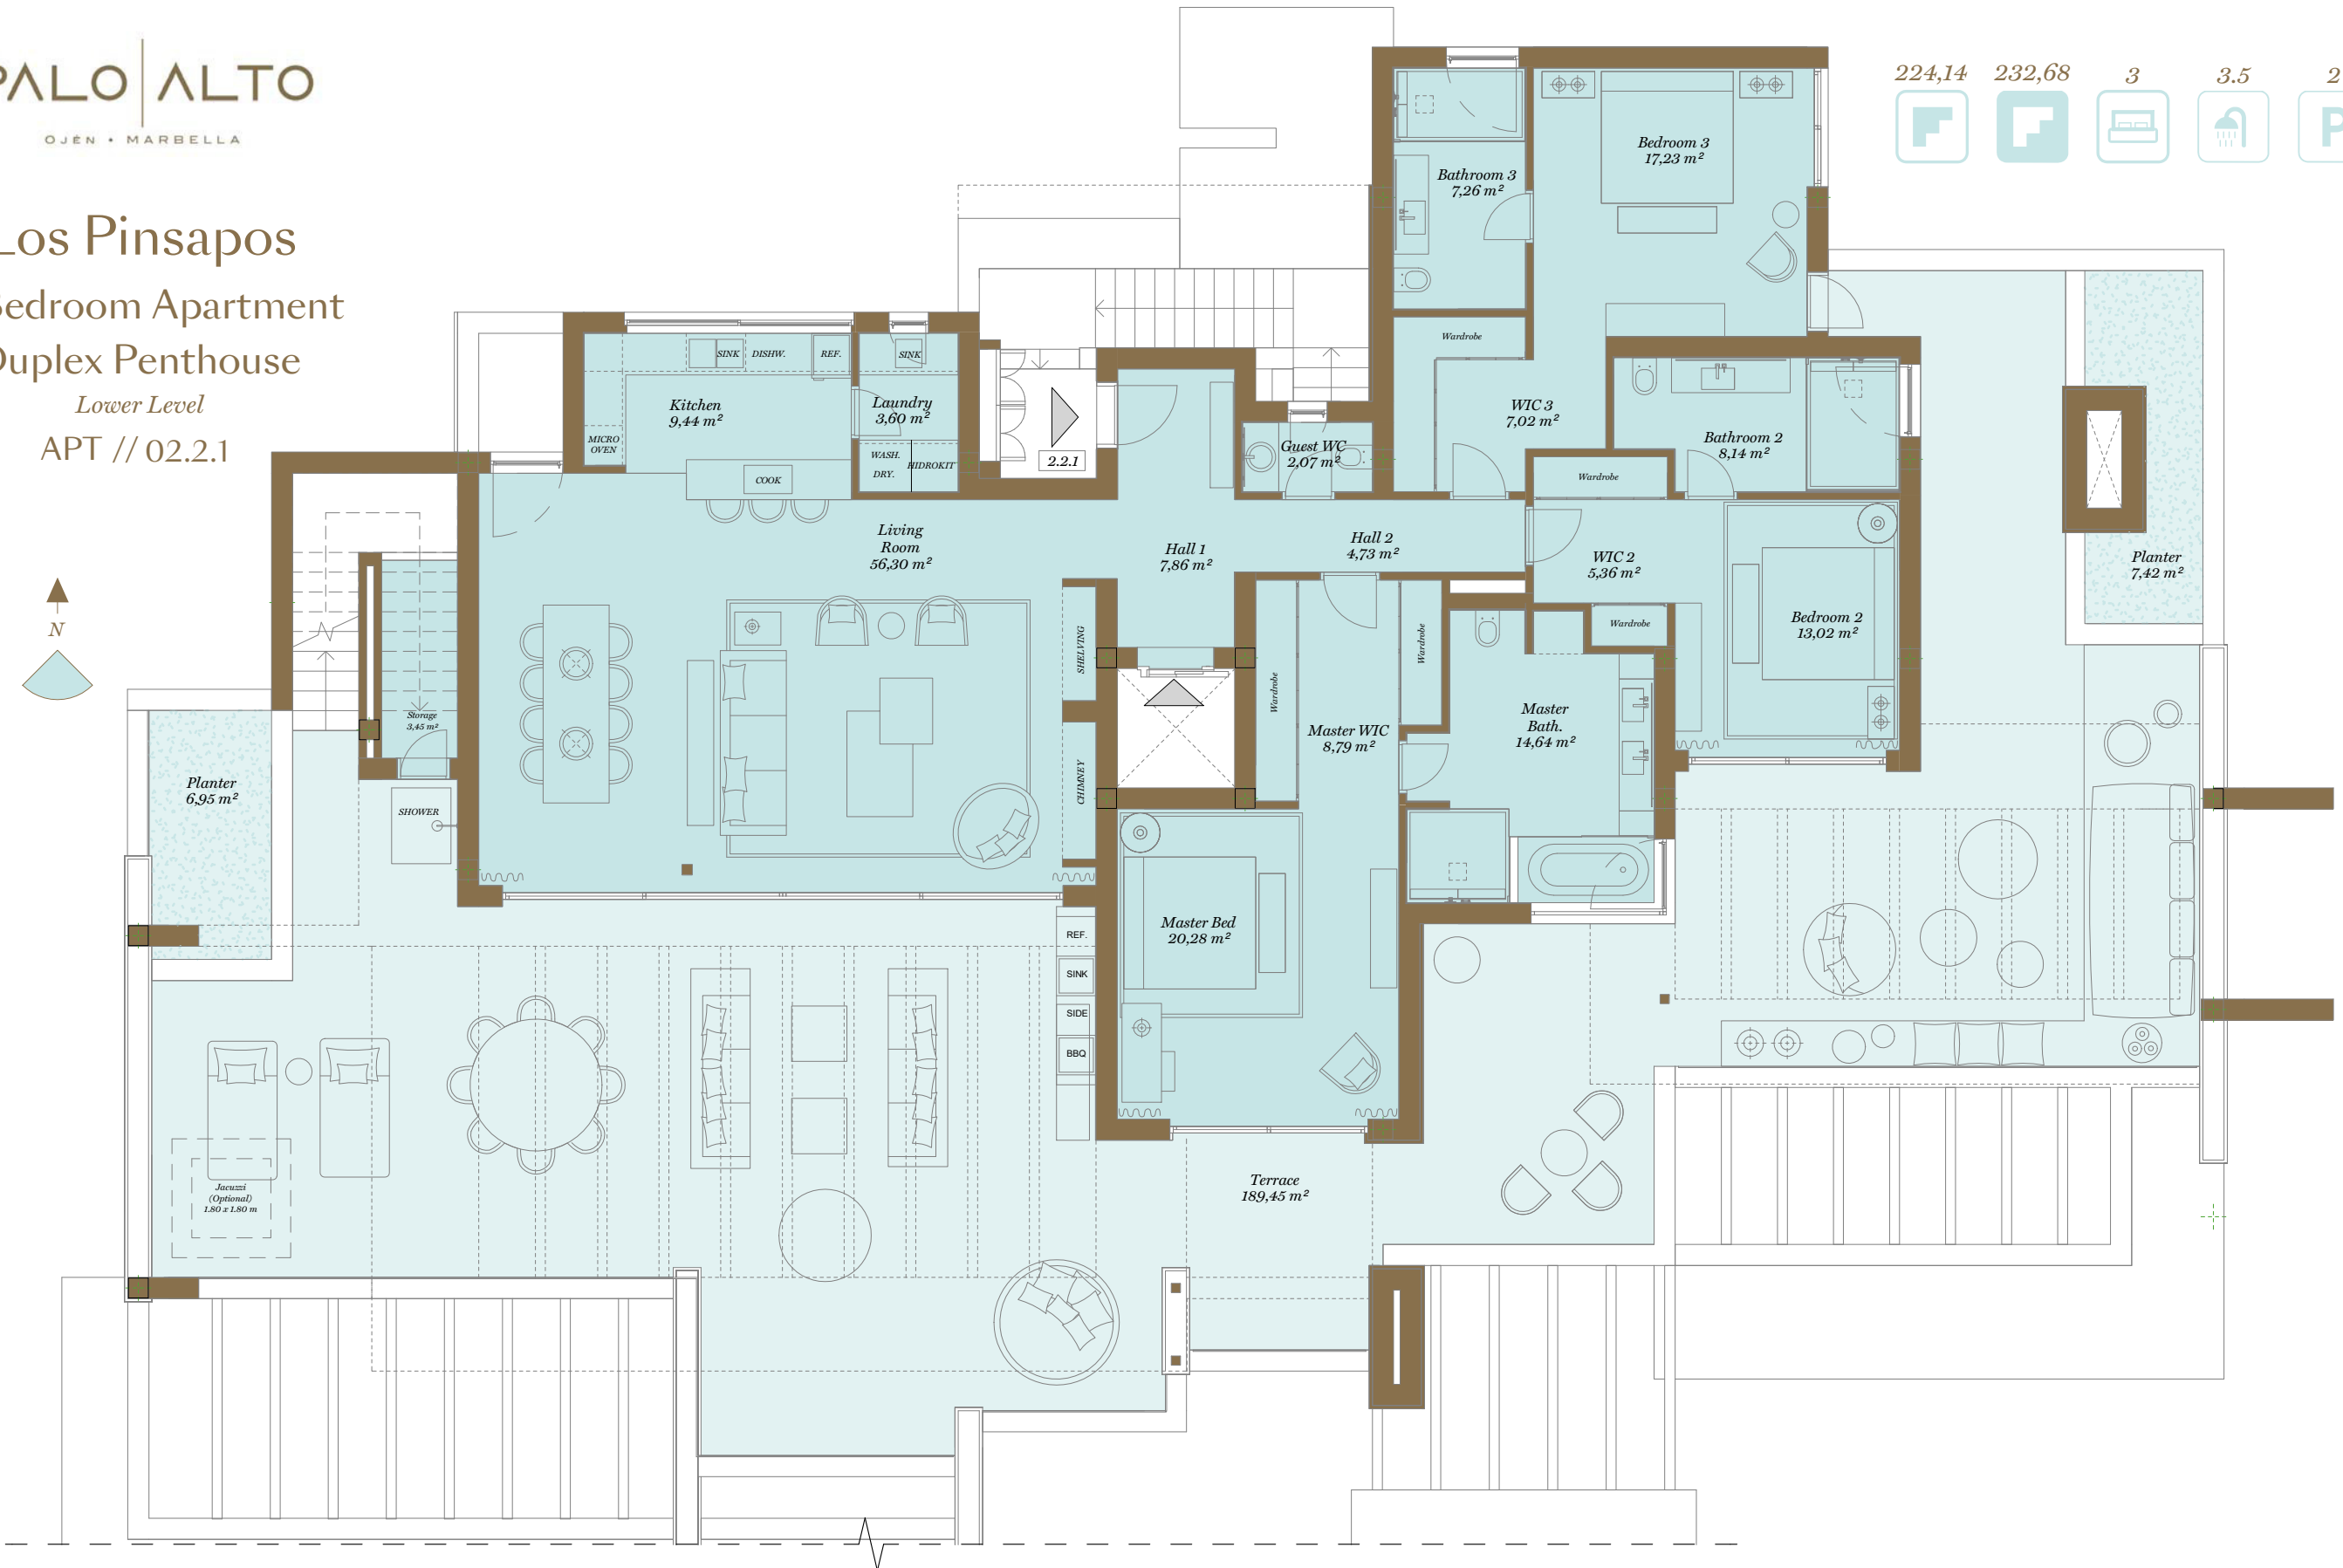 PALO ALTO
OJÉN • MARBELLA
Los Pinsapos
Bedroom Apartment
Duplex Penthouse
Lower Level
APT // 02.2.1
N
224,14 232,68 3 3.5 2
P
Bathroom 3
7,26 m²
Bedroom 3
17,23 m²
Wardrobe
WIC 3
7,02 m²
SINK DISHW. REF.
SINK
Kitchen
9,44 m²
Laundry
3,60 m²
MICRO
OVEN
WASH.
DRY.
HIDROKIT
COOK
2.2.1
Guest WC
2,07 m²
Bathroom 2
8,14 m²
Wardrobe
Living
Room
56,30 m²
Hall 1
7,86 m²
Hall 2
4,73 m²
WIC 2
5,36 m²
Planter
7,42 m²
Bedroom 2
13,02 m²
Wardrobe
SHELVING
Wardrobe
Wardrobe
Storage
3,45 m²
Master WIC
8,79 m²
Master
Bath.
14,64 m²
Planter
6,95 m²
SHOWER
CHIMNEY
Master Bed
20,28 m²
REF.
SINK
SIDE
BBQ
Jacuzzi
(Optional)
1.80 x 1.80 m
Terrace
189,45 m²